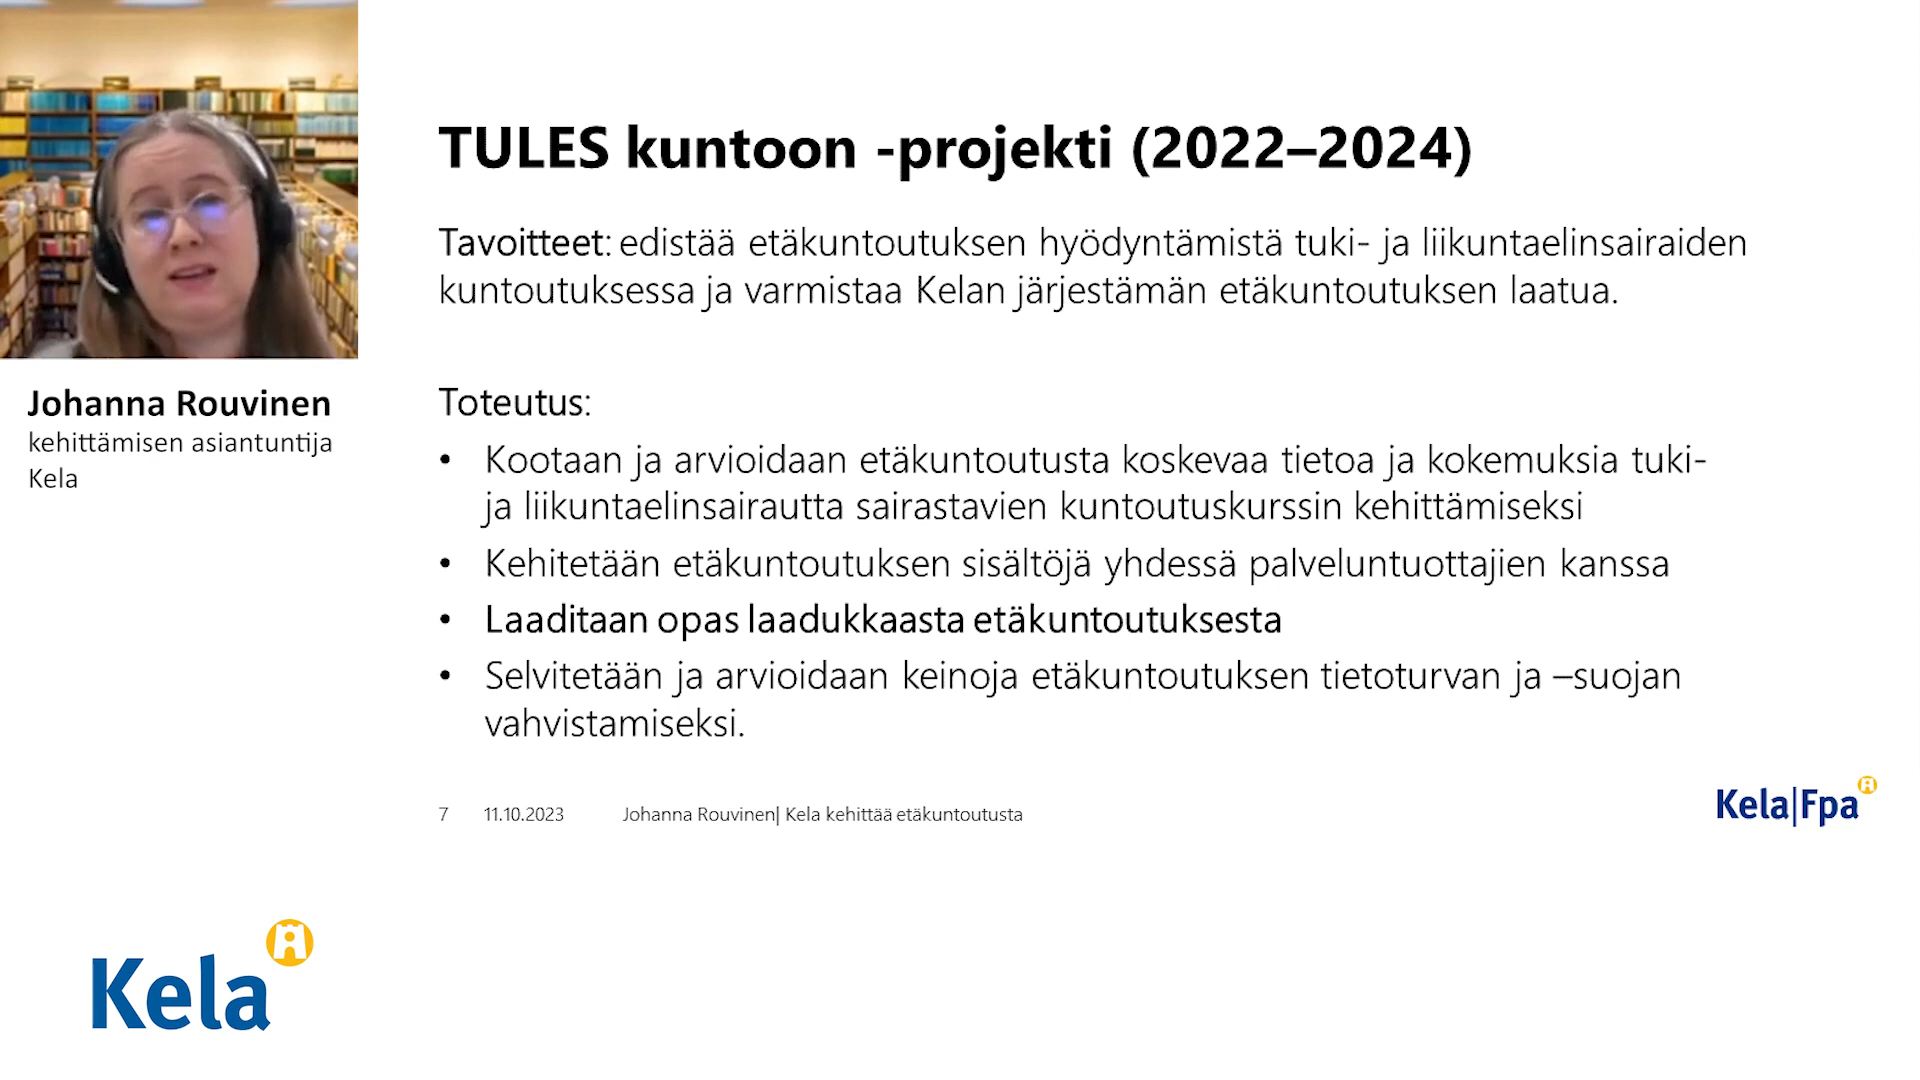 TULES kuntoon -projekti (2022–2024)
Tavoitteet: edistää etäkuntoutuksen hyödyntämistä tuki- ja liikuntaelinsairaiden
kuntoutuksessa ja varmistaa Kelan järjestämän etäkuntoutuksen laatua.
Toteutus:
• Kootaan ja arvioidaan etäkuntoutusta koskevaa tietoa ja kokemuksia tuki-
ja liikuntaelinsairautta sairastavien kuntoutuskurssin kehittämiseksi
• Kehitetään etäkuntoutuksen sisältöjä yhdessä palveluntuottajien kanssa
• Laaditaan opas laadukkaasta etäkuntoutuksesta
• Selvitetään ja arvioidaan keinoja etäkuntoutuksen tietoturvan ja –suojan
vahvistamiseksi.
7 11.10.2023 Johanna Rouvinen| Kela kehittää etäkuntoutusta
Kela|Fpa
Johanna Rouvinen
kehittämisen asiantuntija
Kela
Kela